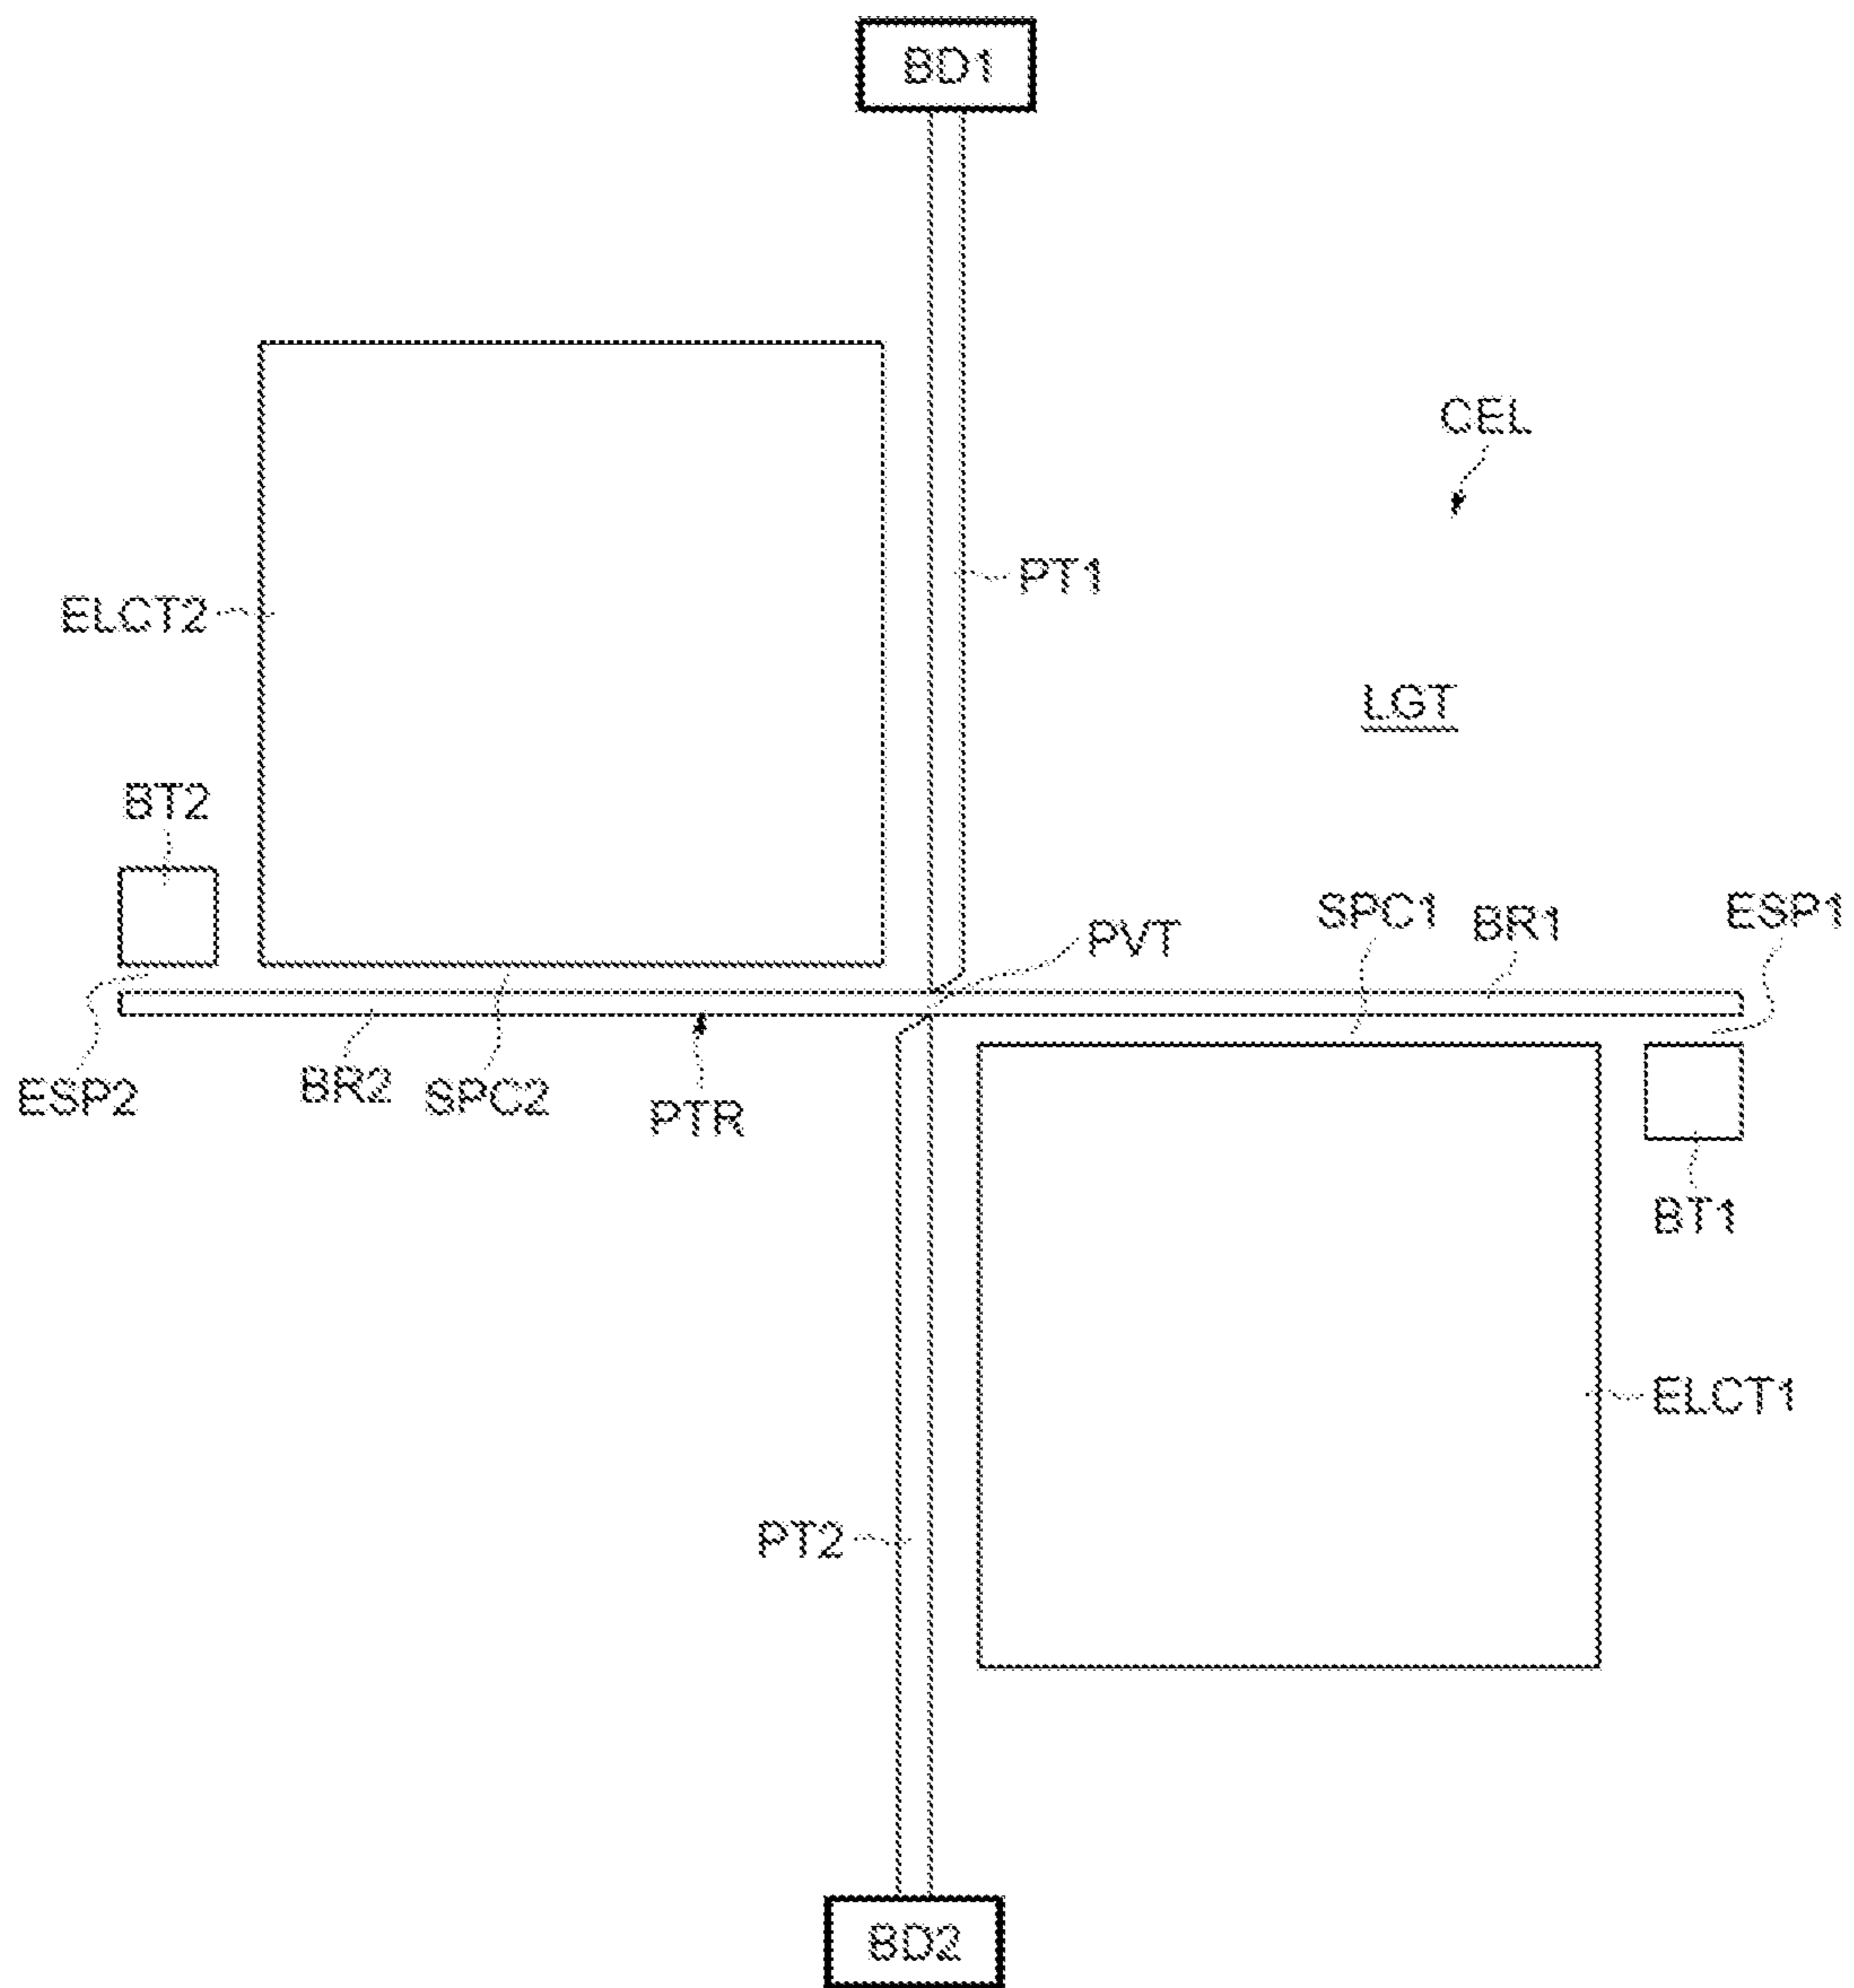 BD1
CEL
PT1
ELCT2
LGT
BT2
SPC1
BR1
ESP1
PVT
ESP2
BR2
SPC2
PTR
BT1
ELCT1
PT2
BD2